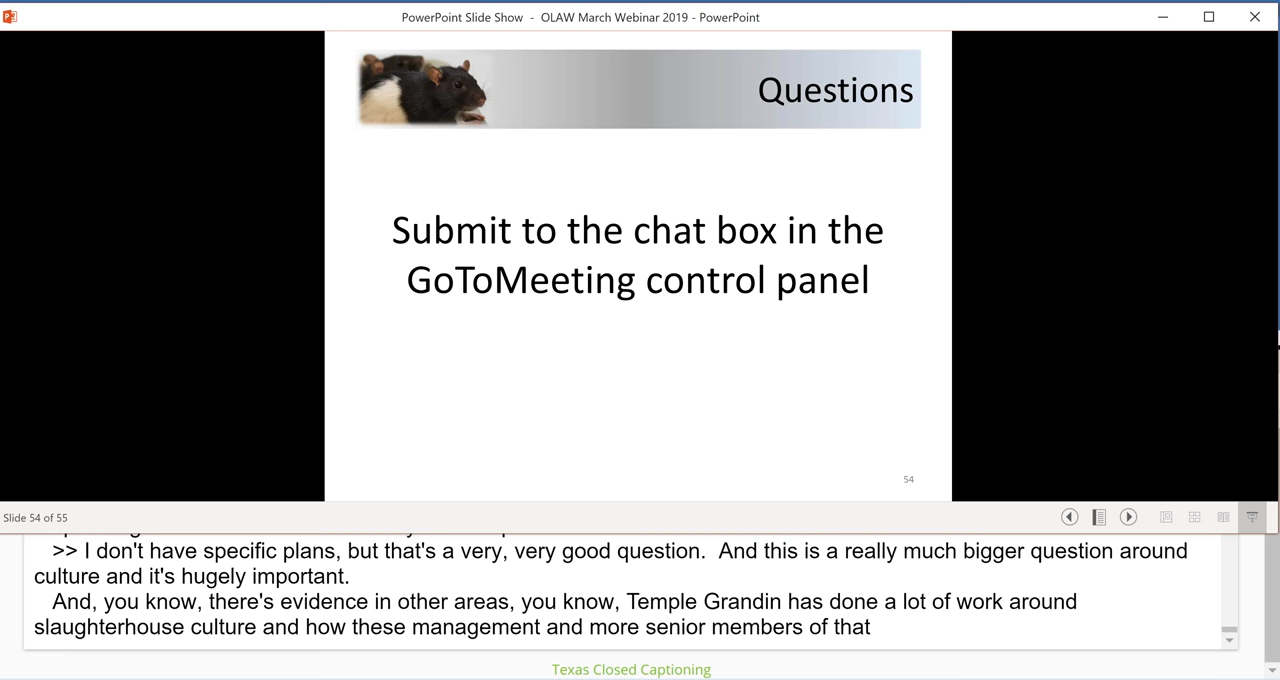 PowerPoint Slide Show - OLAW March Webinar 2019 - PowerPoint
Questions
Submit to the chat box in the
GoToMeeting control panel
54
Slide 54 of 55
>> I don't have specific plans, but that's a very, very good question. And this is a really much bigger question around
culture and it's hugely important.
And, you know, there's evidence in other areas, you know, Temple Grandin has done a lot of work around
slaughterhouse culture and how these management and more senior members of that
Texas Closed Captioning